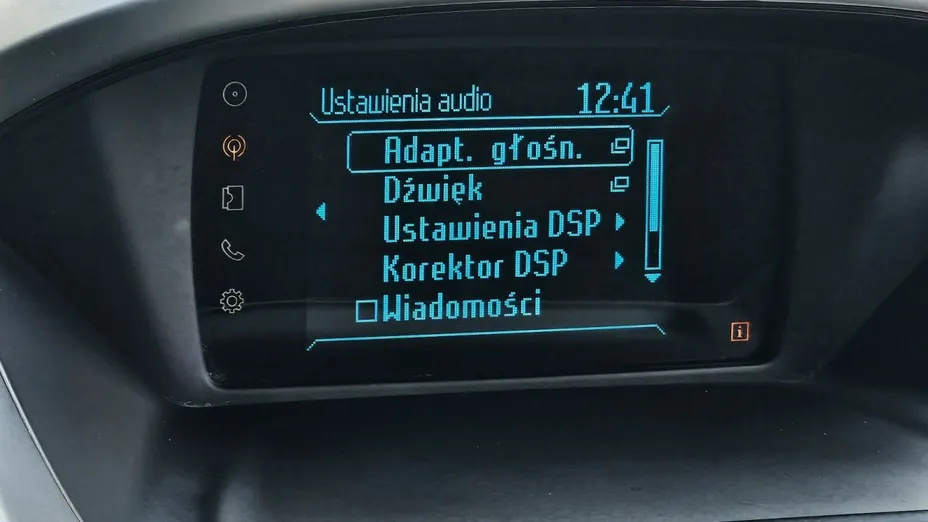 Ustawienia audio 12:41
Adapt. głośn.
Dźwięk
Ustawienia DSP
Korektor DSP
Wiadomości
i